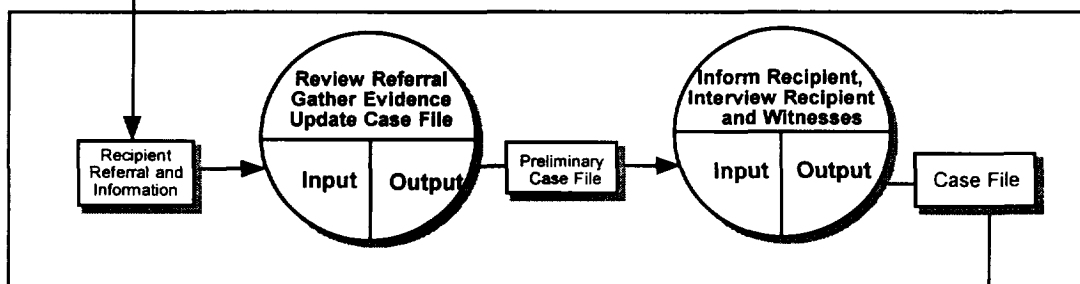 Recipient
Referral and
Information
Review Referral
Gather Evidence
Update Case File
Input
Output
Preliminary
Case File
Inform Recipient,
Interview Recipient
and Witnesses
Input
Output
Case File